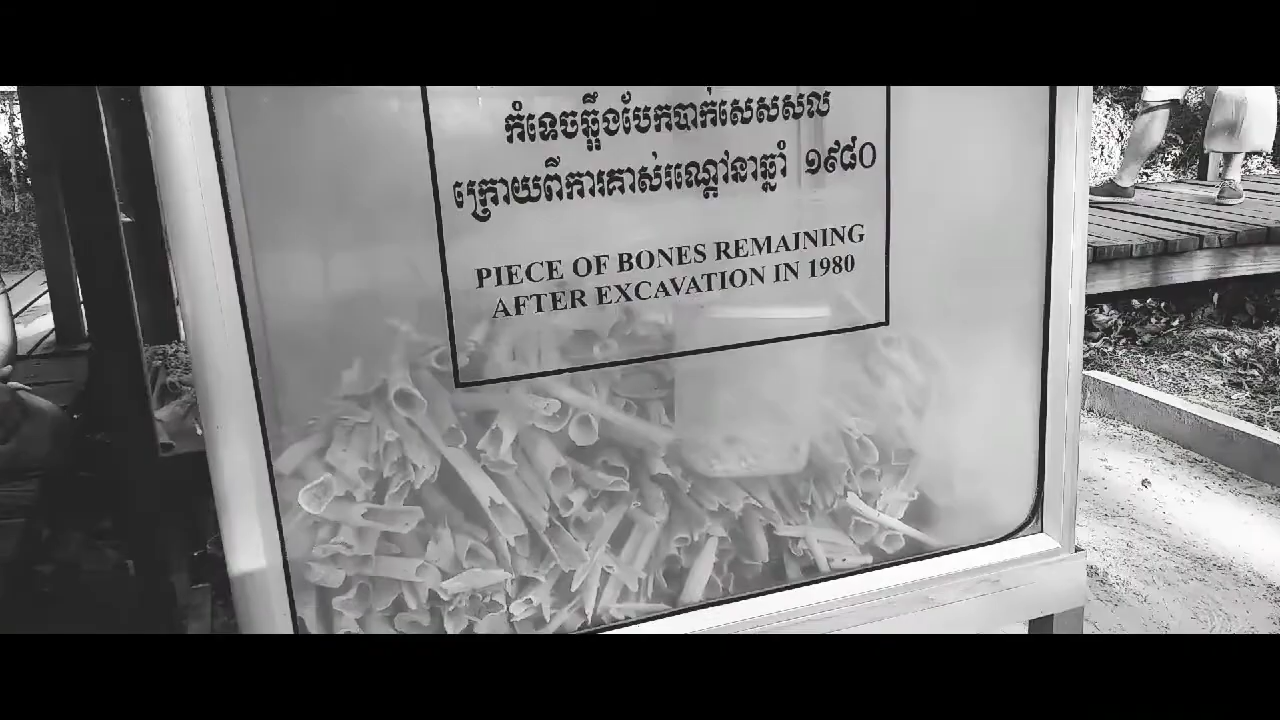 កំទេចឆ្អឹងបែកបាក់សេសសល់
ក្រោយពីការគាស់រណ្តៅនាឆ្នាំ ១៩៨០
PIECE OF BONES REMAINING
AFTER EXCAVATION IN 1980